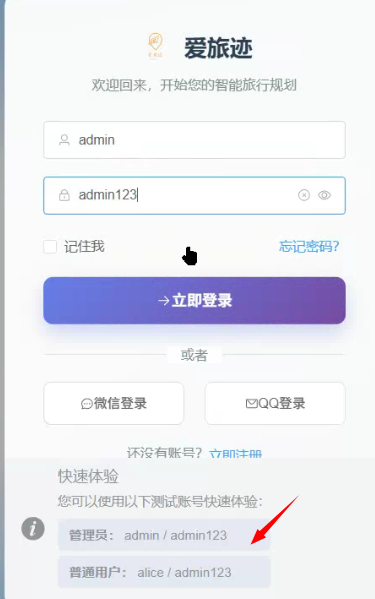 爱旅迹
欢迎回来，开始您的智能旅行规划
admin
admin123
记住我 忘记密码?
→立即登录
或者
微信登录 QQ登录
还没有账号？ 立即注册
快速体验
您可以使用以下测试账号快速体验：
管理员： admin / admin123
普通用户： alice / admin123